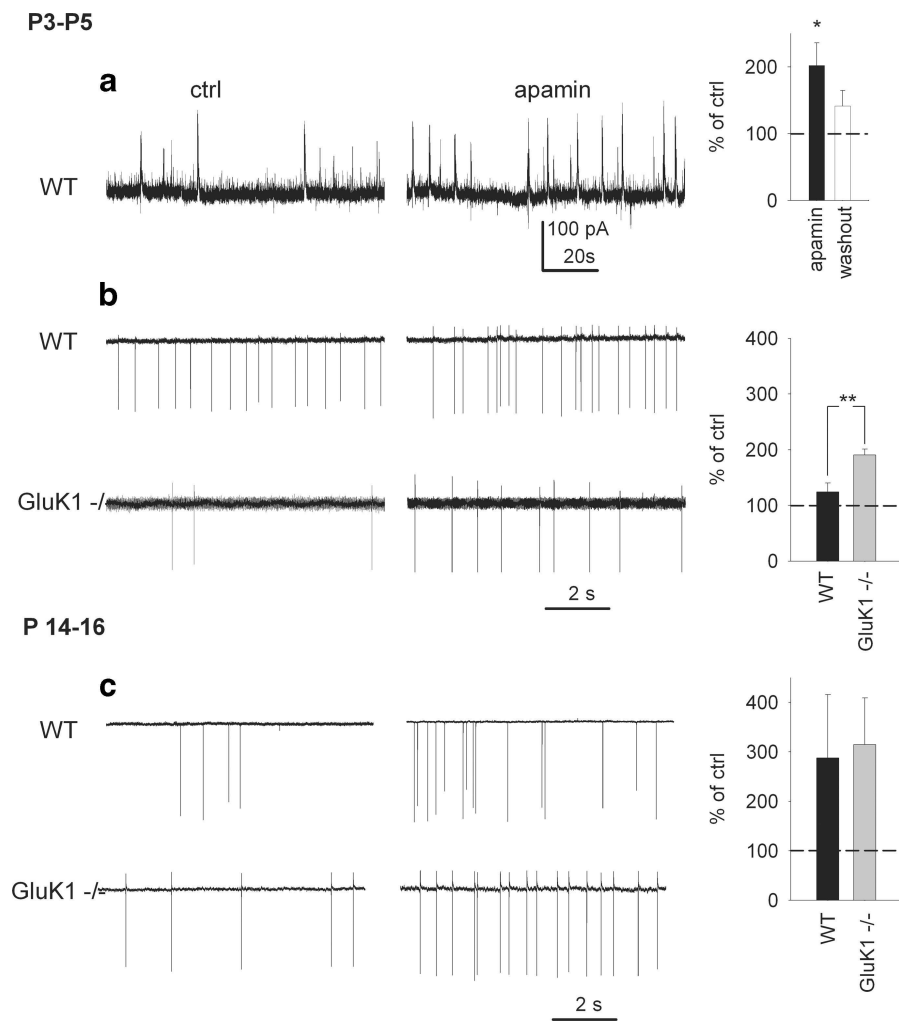 P3-P5
a
ctrl
apamin
WT
100 pA
20s
*
% of ctrl
200
100
0
apamin
washout
b
WT
GluK1 -/
2 s
**
% of ctrl
400
300
200
100
0
WT
GluK1 -/-
P 14-16
c
WT
GluK1 -/-
2 s
% of ctrl
400
300
200
100
0
WT
GluK1 -/-